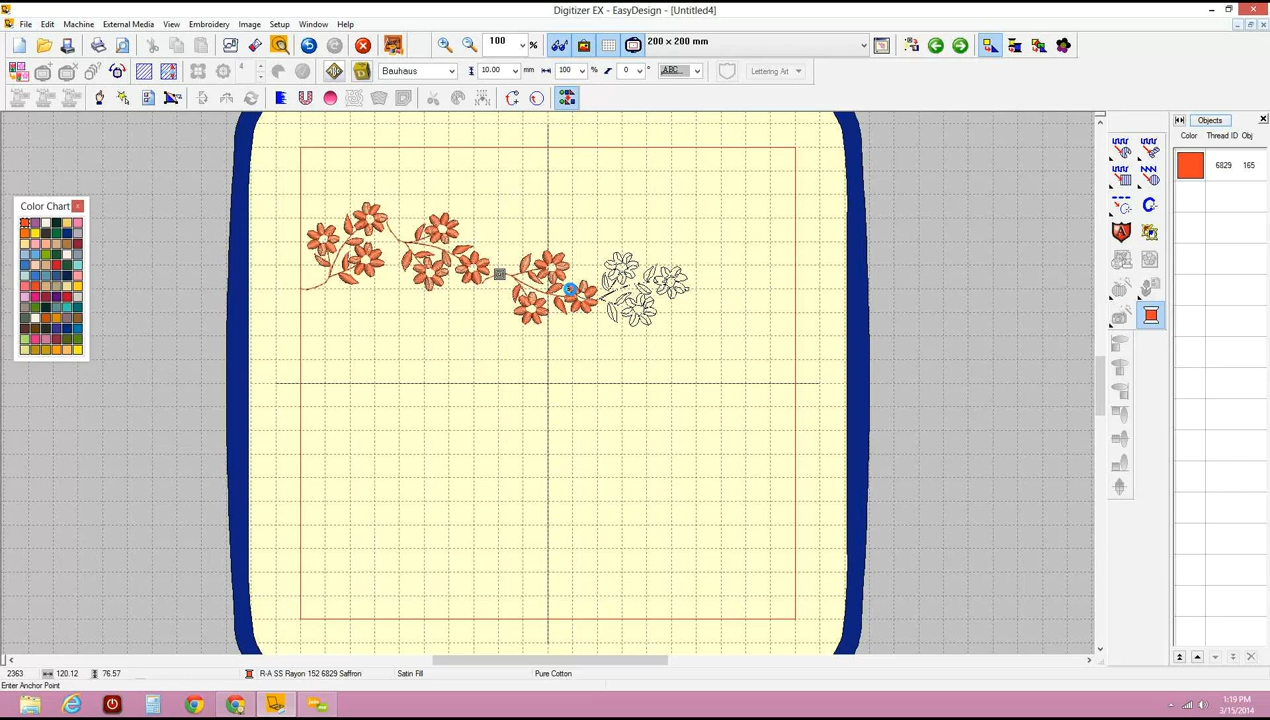 Digitizer EX - EasyDesign - [Untitled4]
File Edit Machine View External Media Embroidery Image Setup Window Help
100 % 200 × 200 mm
4 Bauhaus 10.00 mm 100 % 0 ° ABC Lettering Art
Objects
Color Thread ID Obj
6829 165
Color Chart
2363 120.12 76.57 R-A SS Rayon 152 6829 Saffron Satin Fill Pure Cotton
Enter Anchor Point
1:19 PM
3/15/2014